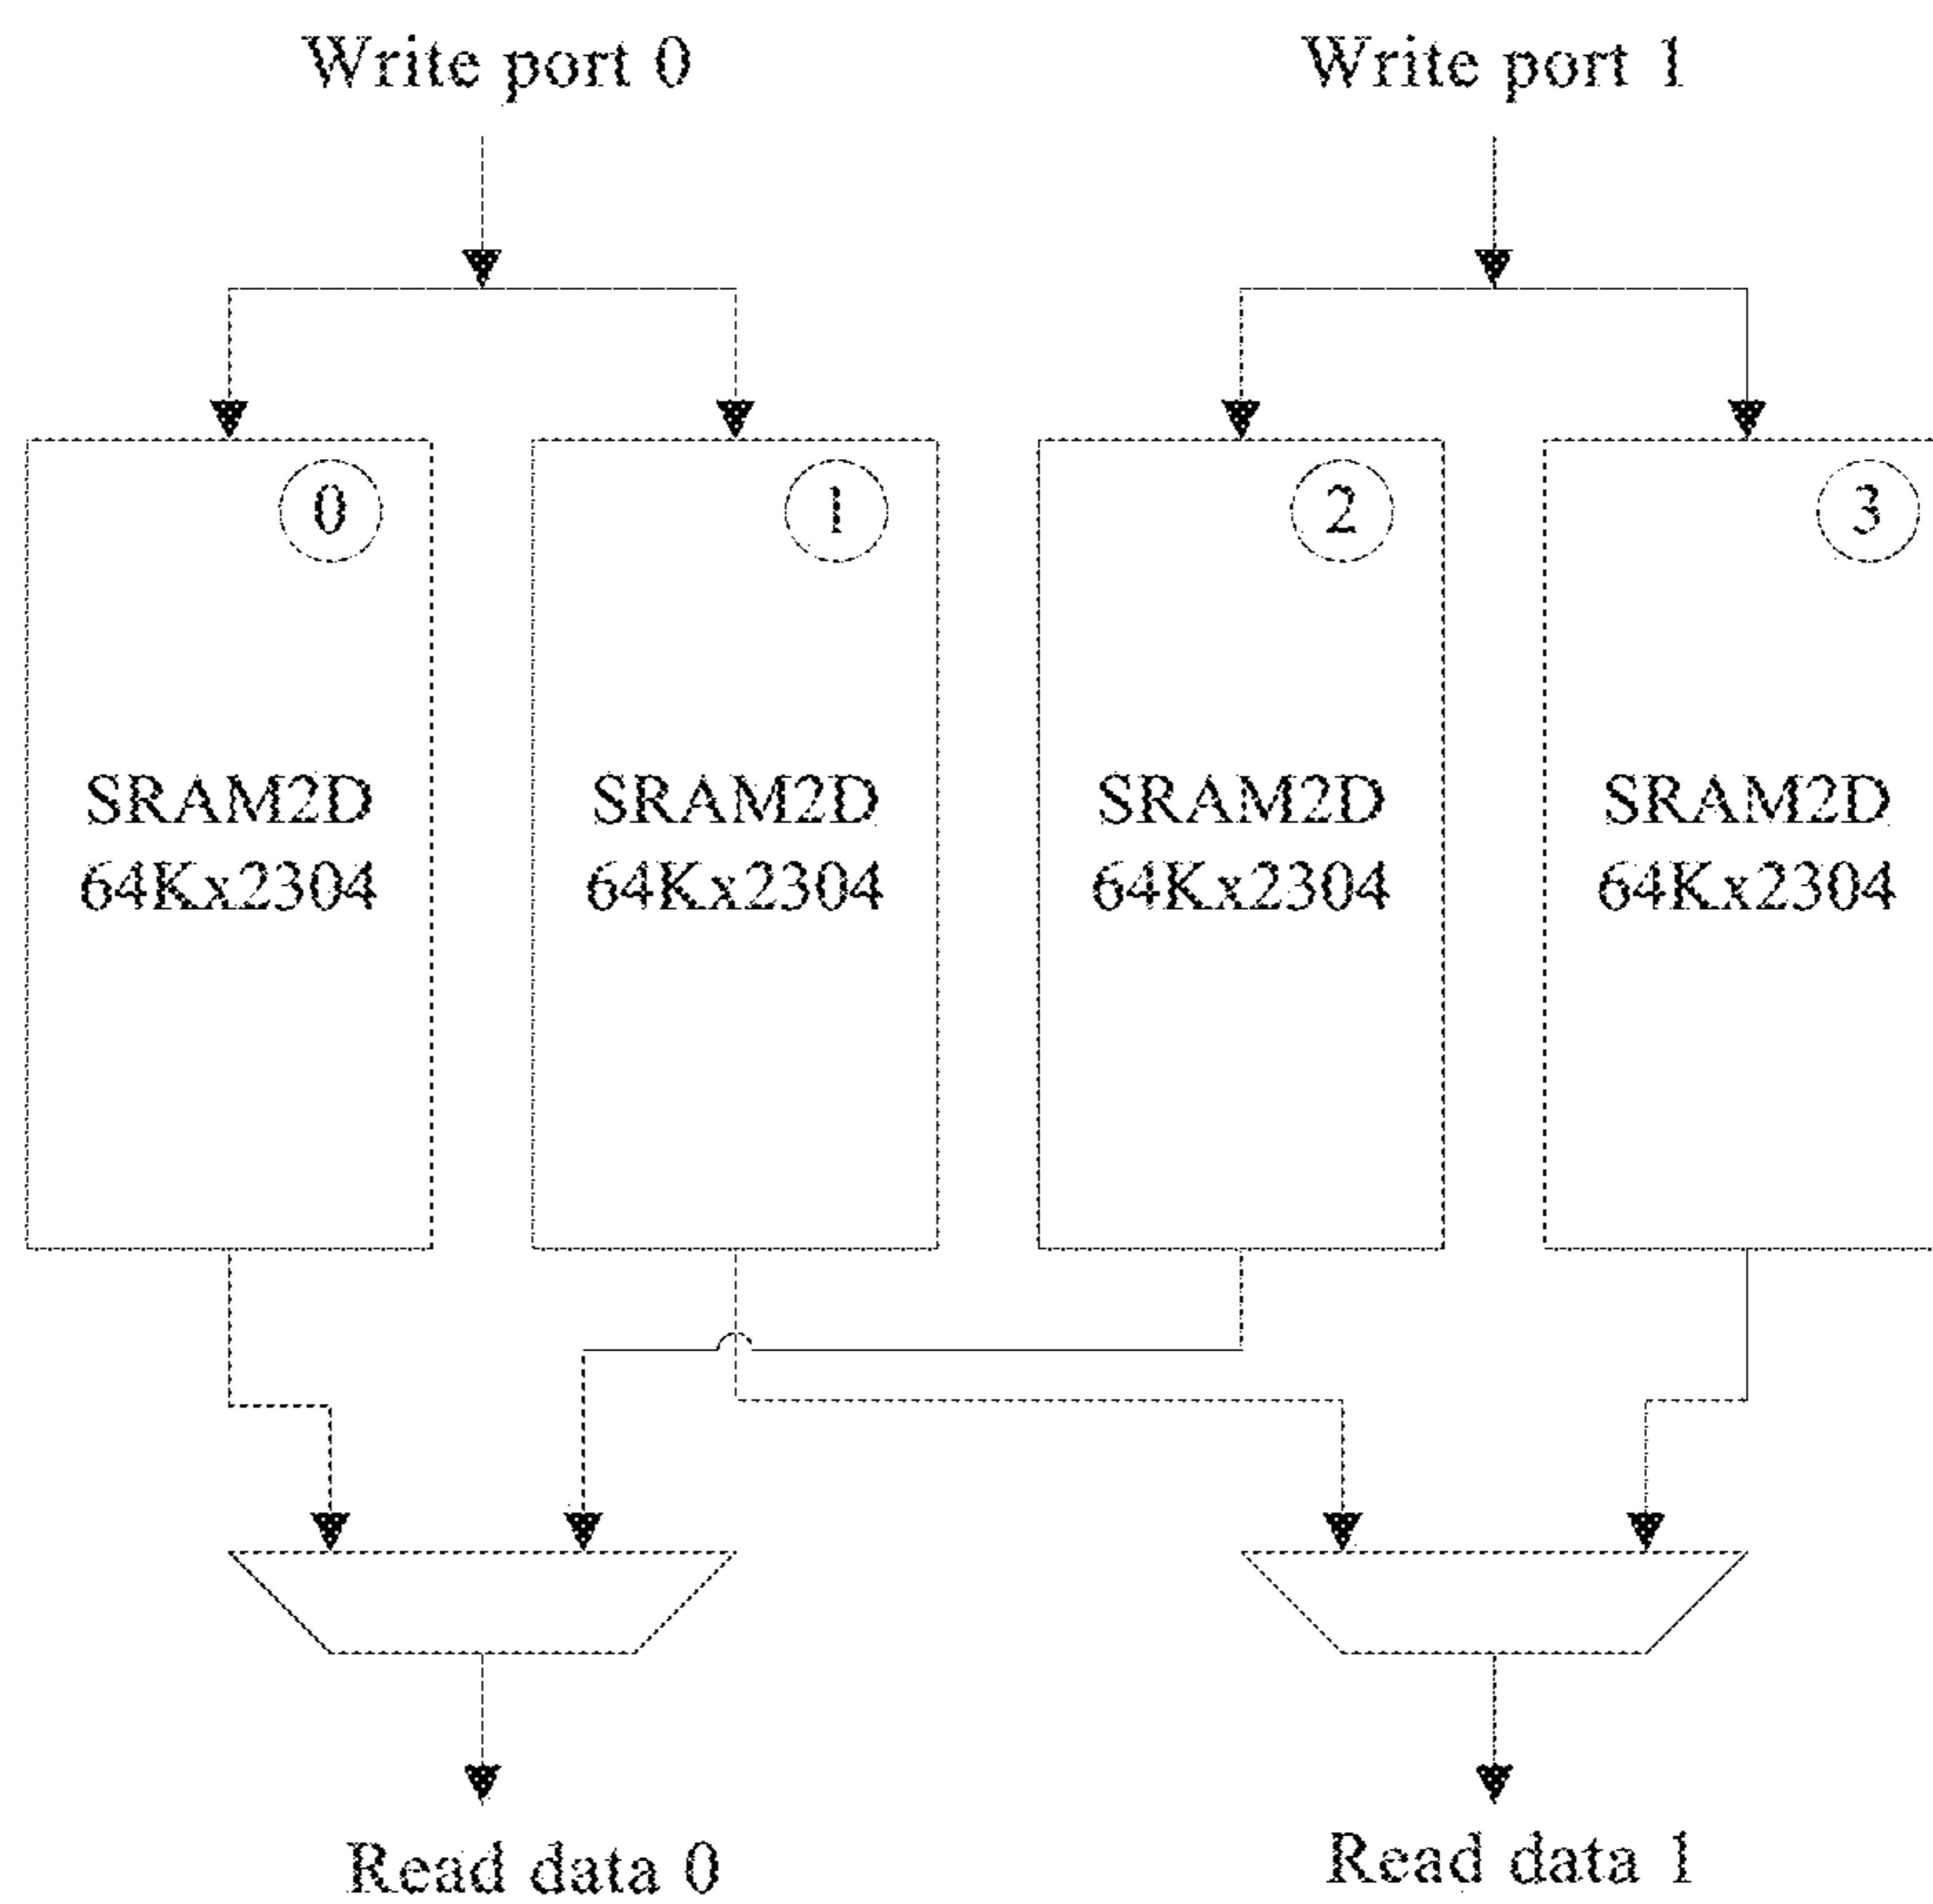 Write port 0
Write port 1
0
1
2
3
SRAM2D
64Kx2304
SRAM2D
64Kx2304
SRAM2D
64Kx2304
SRAM2D
64Kx2304
Read data 0
Read data 1